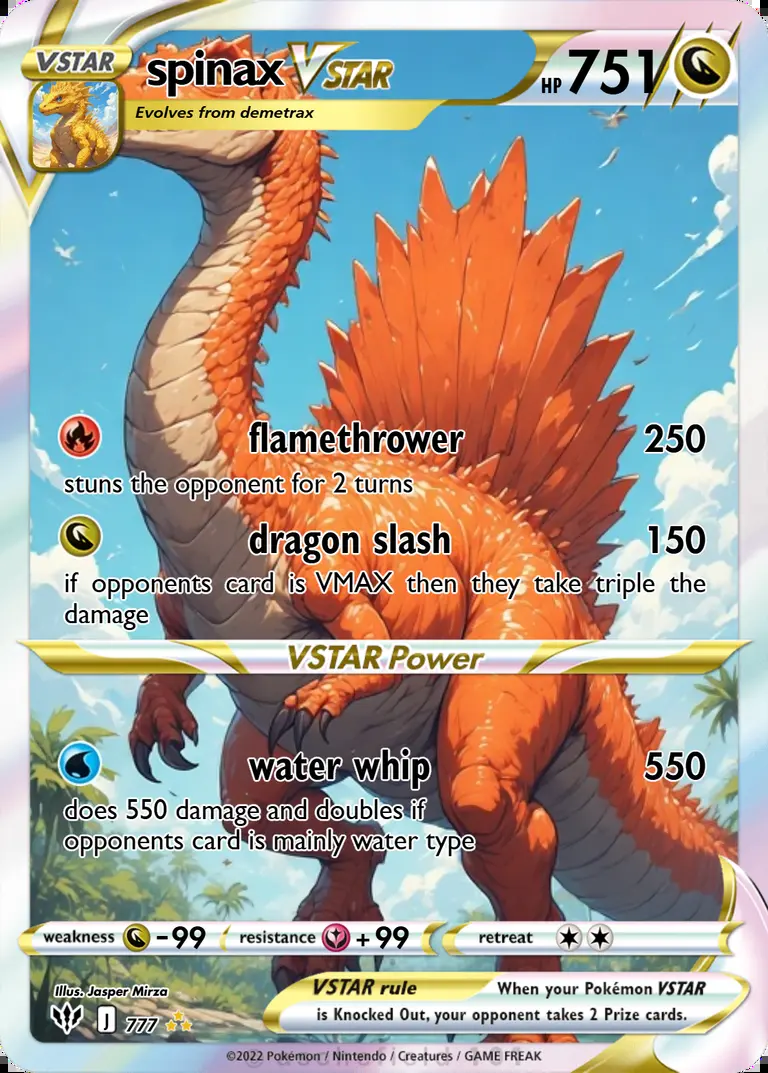 VSTAR
spinax VSTAR
HP 751
Evolves from demetrax
flamethrower 250
stuns the opponent for 2 turns
dragon slash 150
if opponents card is VMAX then they take triple the
damage
VSTAR Power
water whip 550
does 550 damage and doubles if
opponents card is mainly water type
weakness -99 resistance +99 retreat
Illus. Jasper Mirza
VSTAR rule When your Pokémon VSTAR
is Knocked Out, your opponent takes 2 Prize cards.
J 777
©2022 Pokémon / Nintendo / Creatures / GAME FREAK